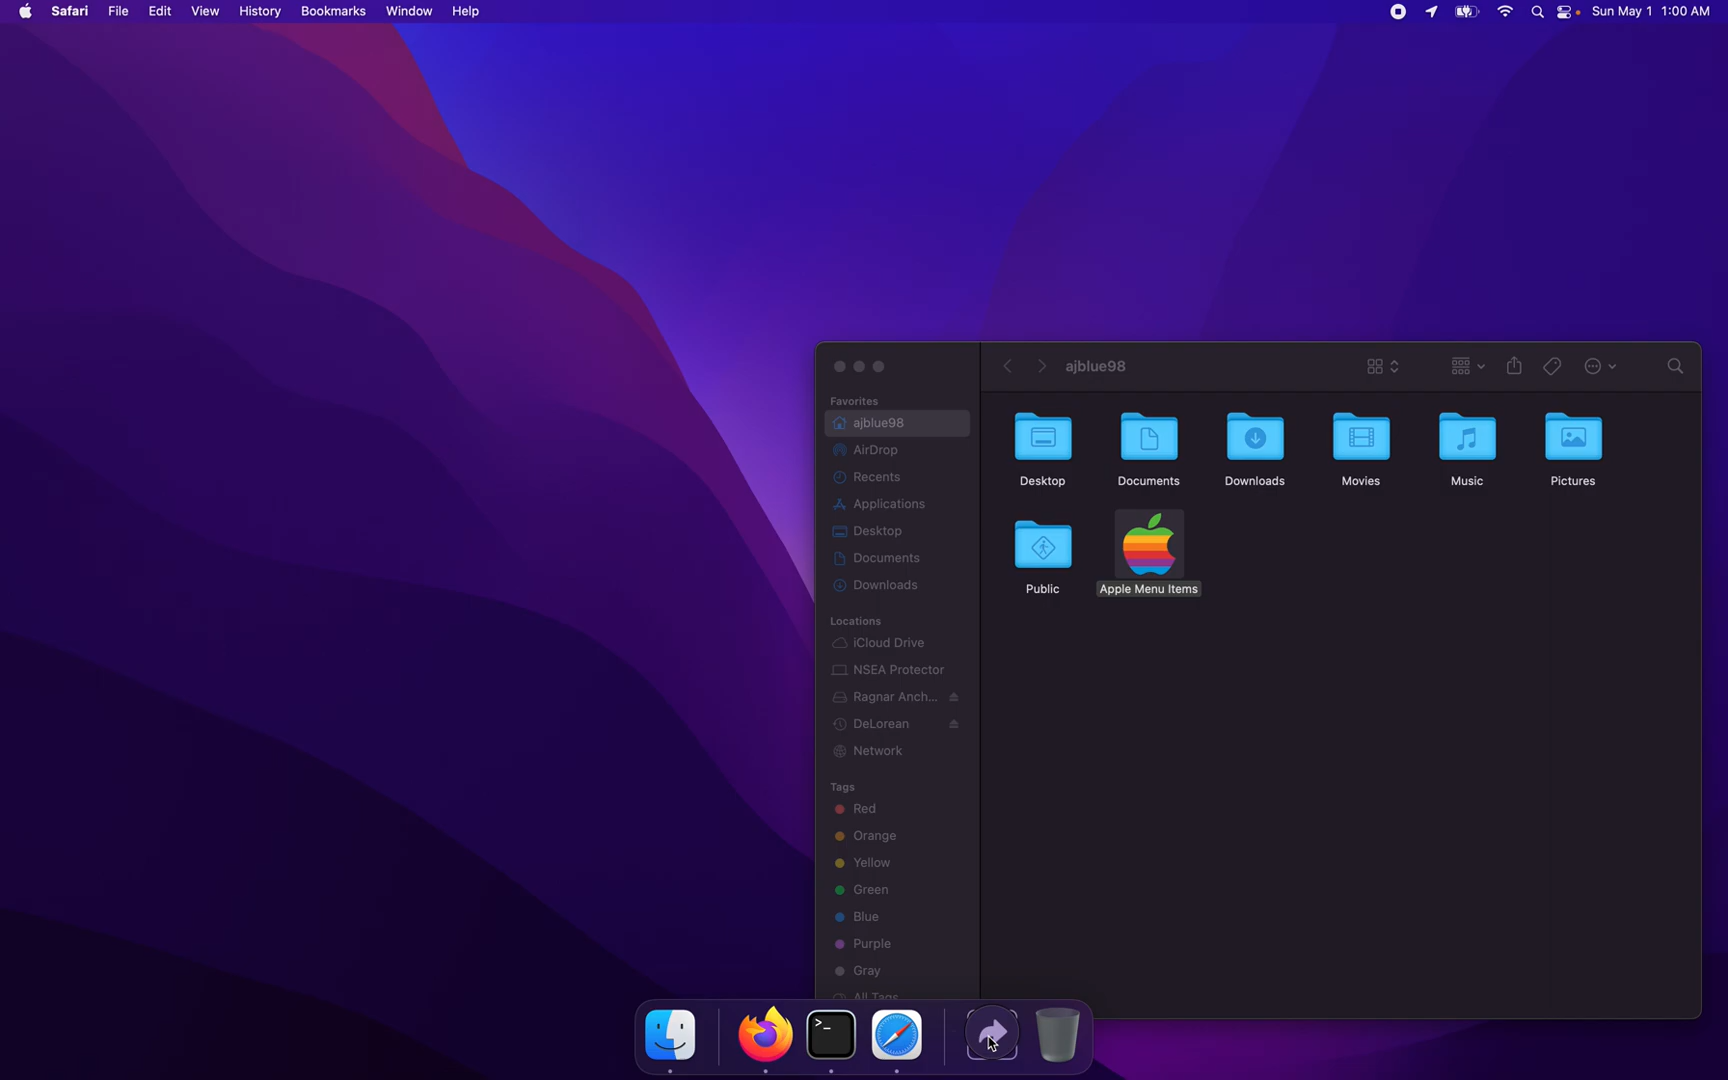 Safari File Edit View History Bookmarks Window Help Sun May 1 1:00 AM
ajblue98
Favorites
ajblue98
AirDrop
Recents
Applications
Desktop
Documents
Downloads
Locations
iCloud Drive
NSEA Protector
Ragnar Anch...
DeLorean
Network
Tags
Red
Orange
Yellow
Green
Blue
Purple
Gray
All Tags
Desktop Documents Downloads Movies Music Pictures
Public Apple Menu Items
>_